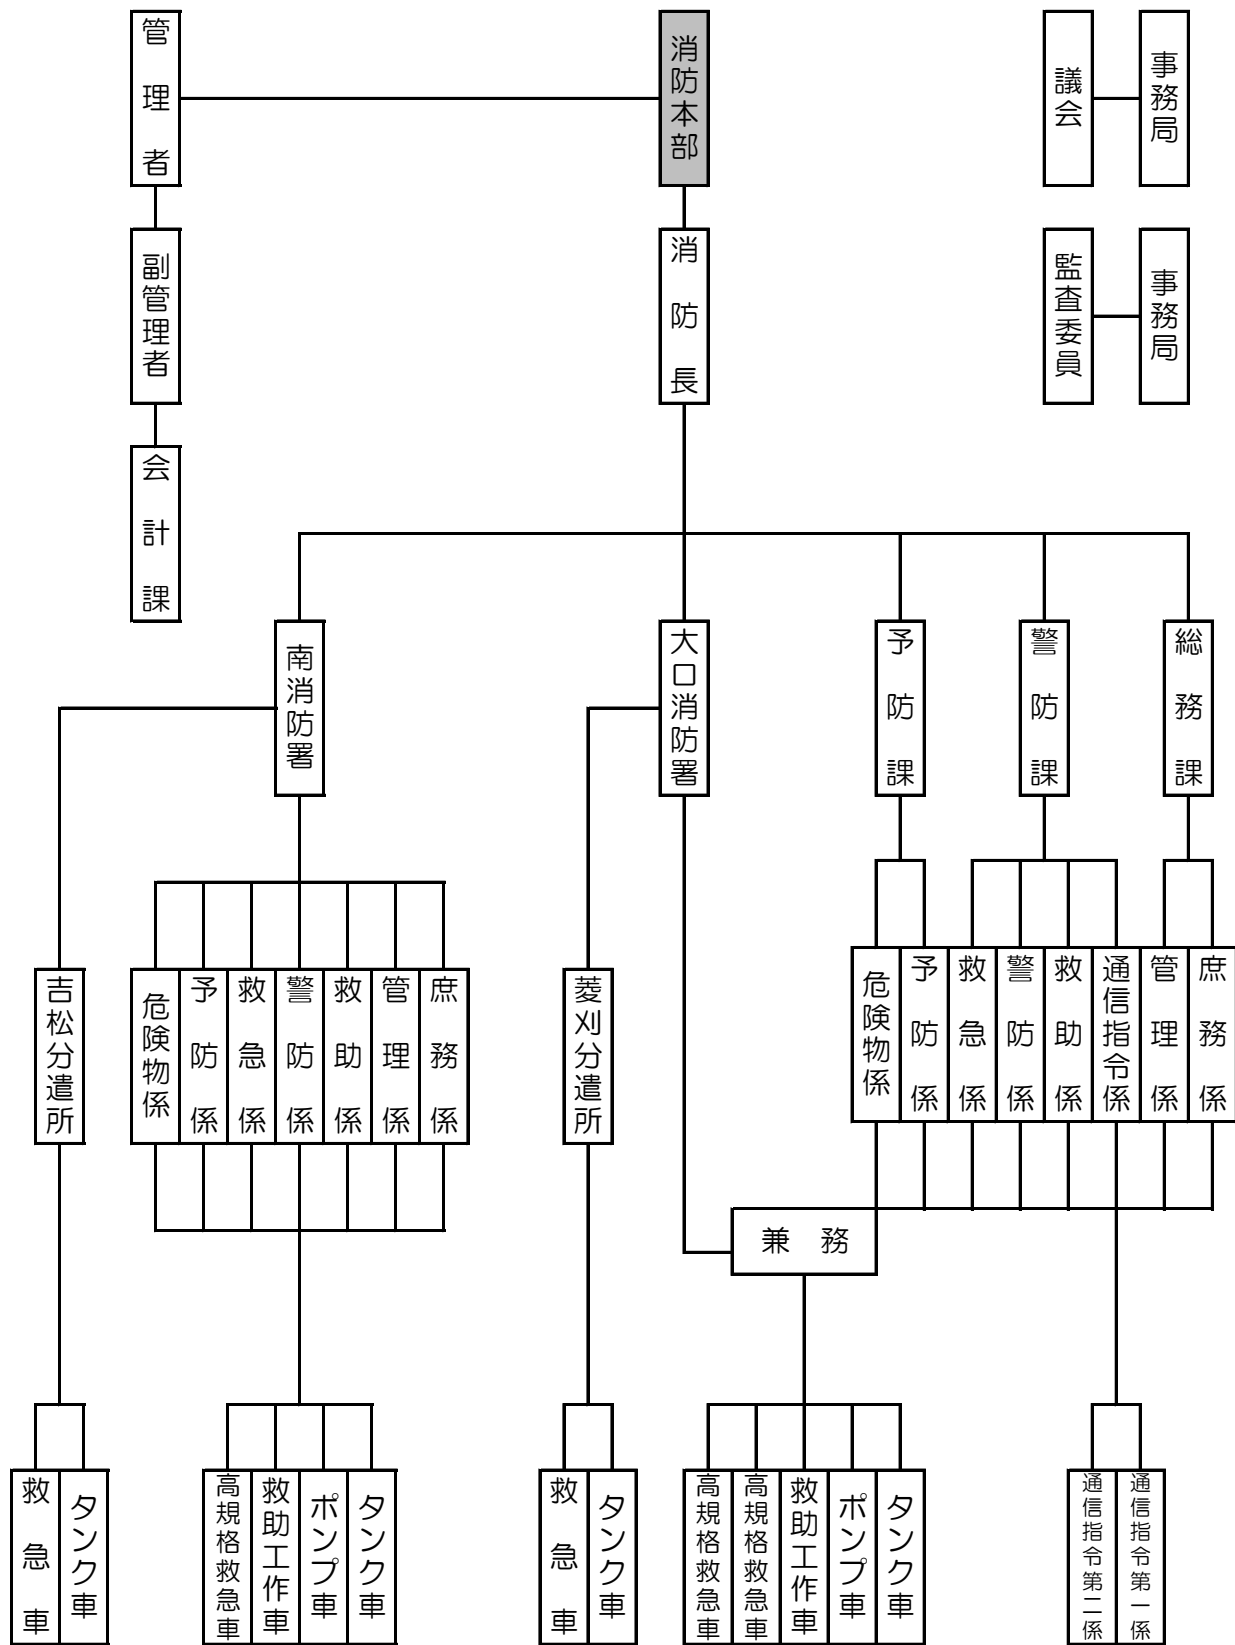 管理者
消防本部
議会
事務局
副管理者
消防長
監査委員
事務局
会計課
南消防署
大口消防署
予防課
警防課
総務課
吉松分遣所
危険物係
予防係
救急係
警防係
救助係
管理係
庶務係
菱刈分遣所
危険物係
予防係
救急係
警防係
救助係
通信指令係
管理係
庶務係
兼務
救急車
タンク車
高規格救急車
救助工作車
ポンプ車
タンク車
救急車
タンク車
高規格救急車
高規格救急車
救助工作車
ポンプ車
タンク車
通信指令第二係
通信指令第一係